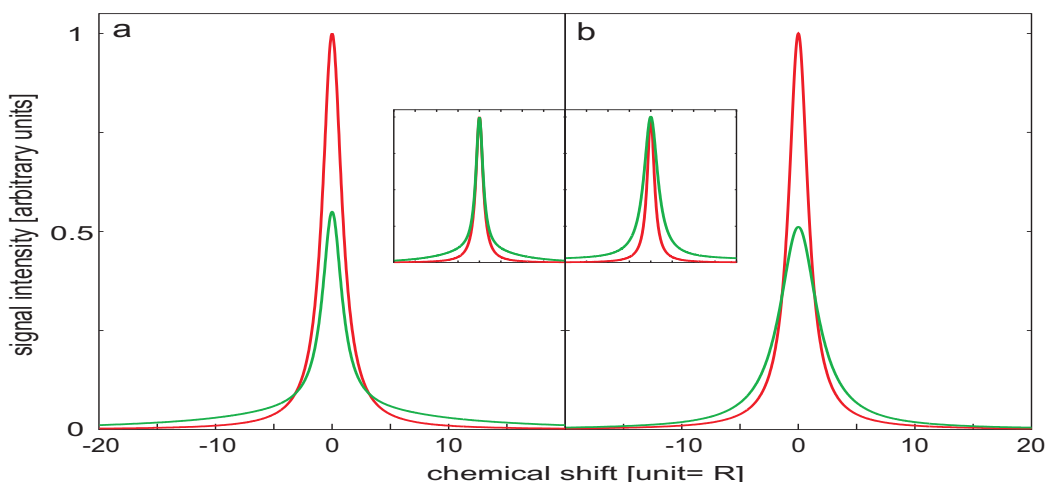 a
b
signal intensity [arbitrary units]
1
0.5
0
-20
-10
0
10
-10
0
10
20
chemical shift [unit= R]